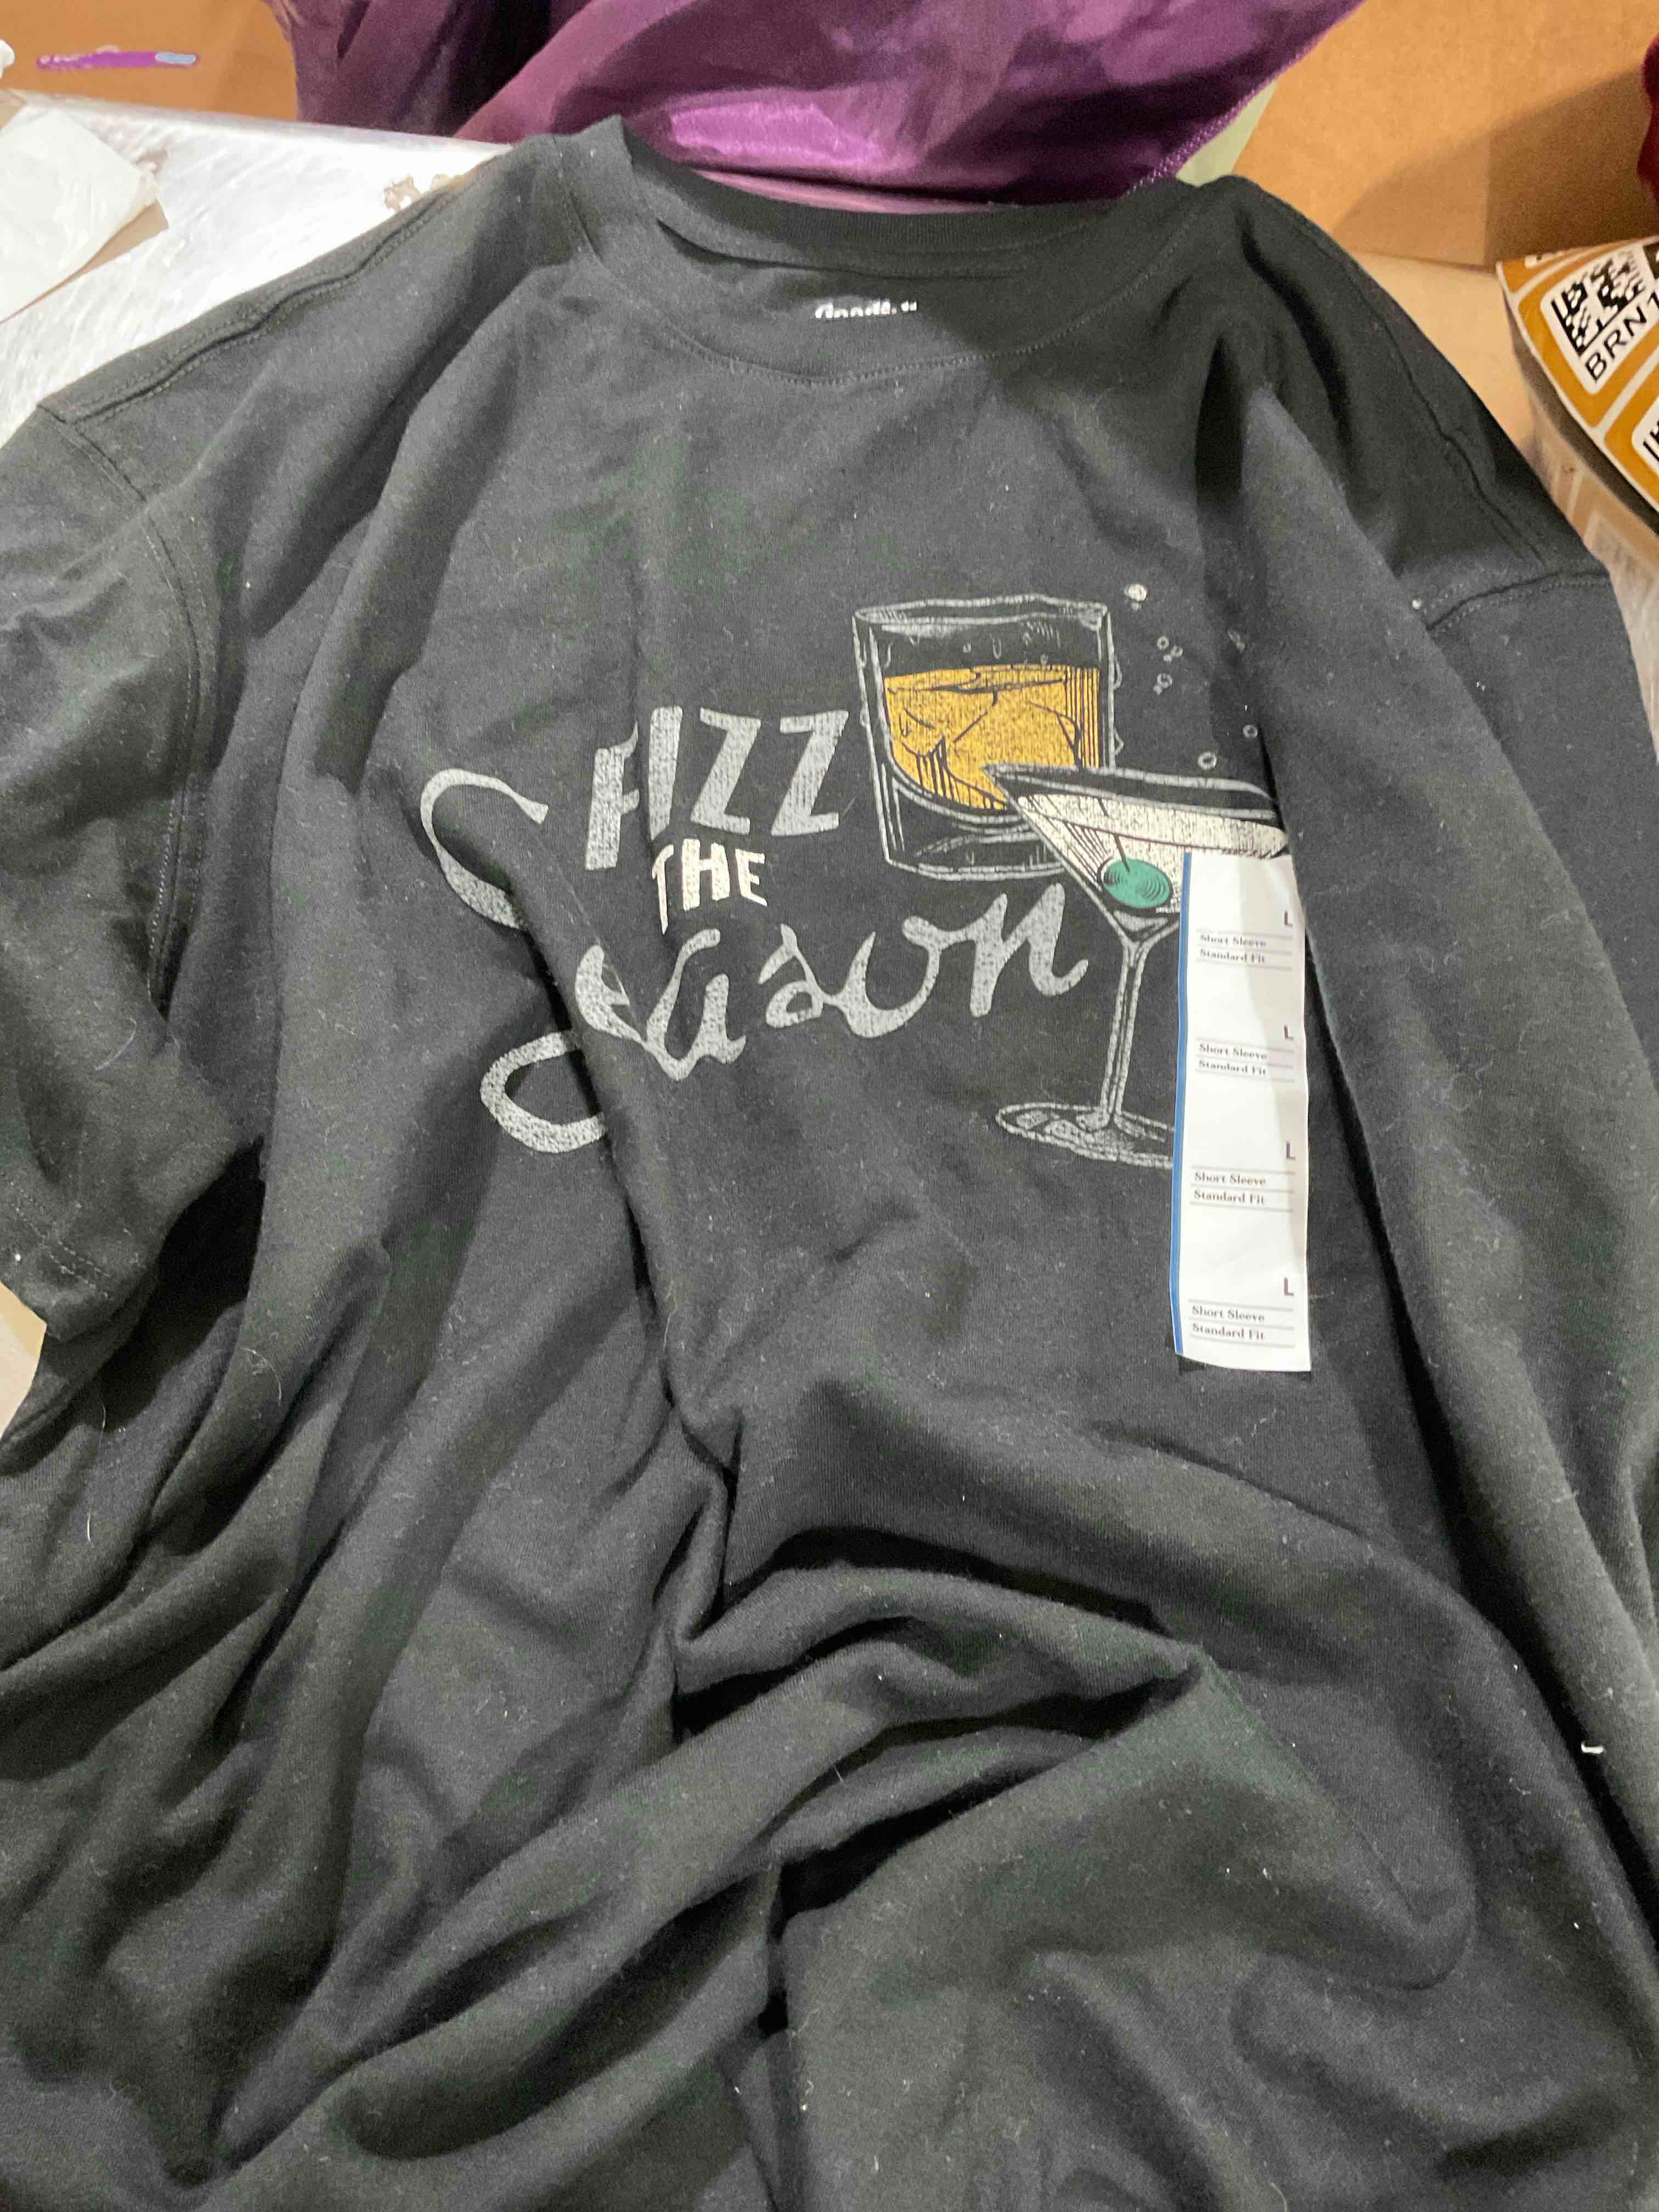 FIZZ
THE
Season
L
Short Sleeve
Standard Fit
L
Short Sleeve
Standard Fit
L
Short Sleeve
Standard Fit
L
Short Sleeve
Standard Fit